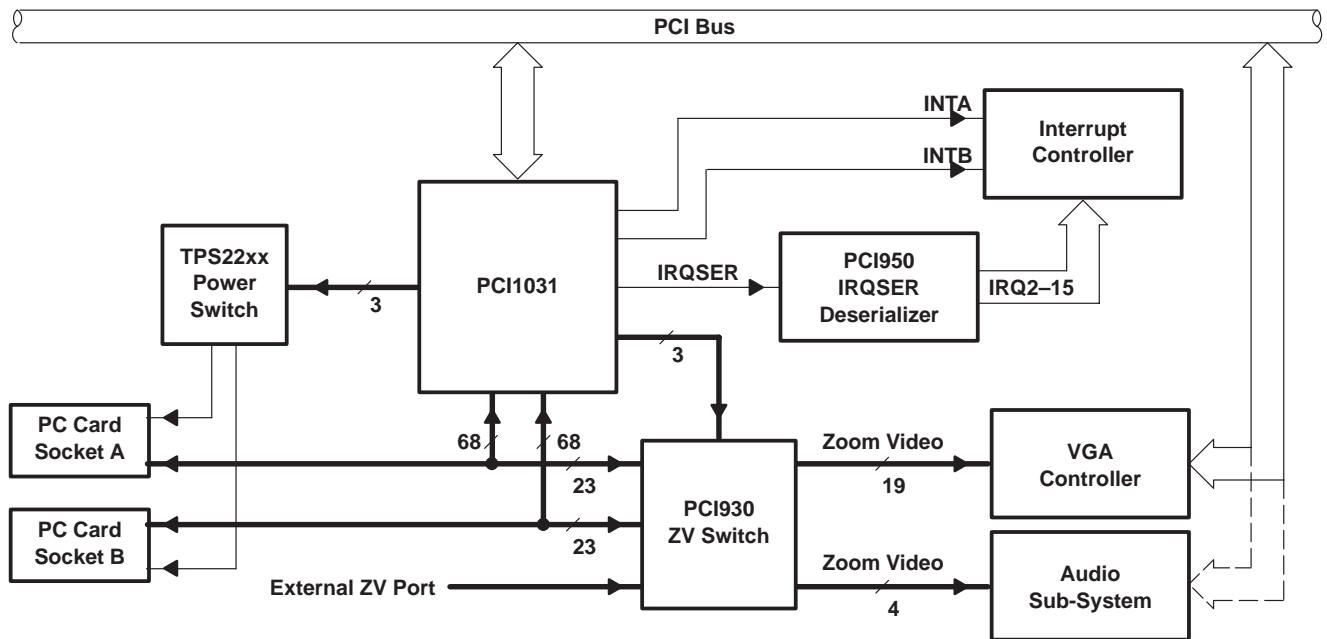 PCI Bus
INTA
Interrupt
Controller
INTB
TPS22xx
Power
Switch
3
PCI1031
IRQSER
PCI950
IRQSER
Deserializer
IRQ2–15
3
PC Card
Socket A
68
68
23
Zoom Video
19
VGA
Controller
PCI930
ZV Switch
PC Card
Socket B
23
External ZV Port
Zoom Video
4
Audio
Sub-System